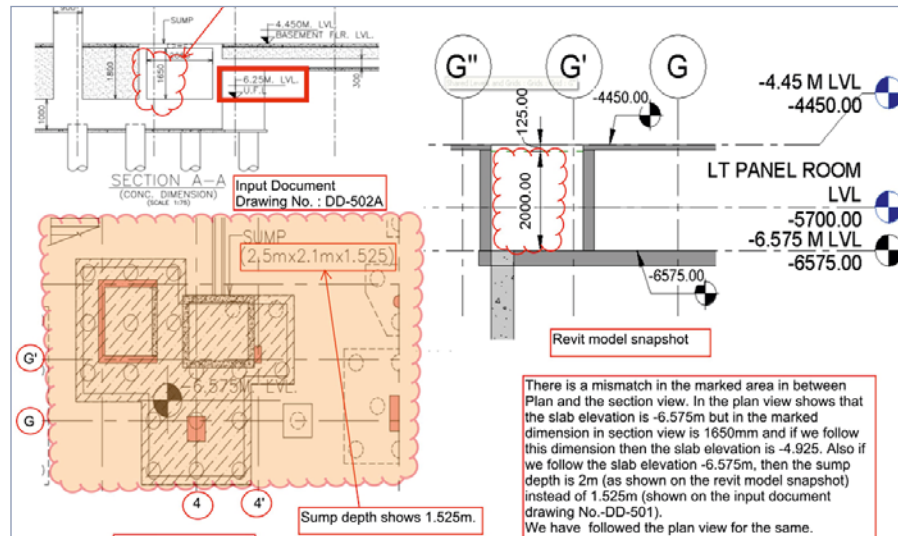 SUMP
-4.450M. LVL.
BASEMENT FLR. LVL.
1800
1650
300
-6.25M. LVL.
U.F.L
1000
SECTION A-A
(CONC. DIMENSION)
(SCALE 1:75)
Input Document
Drawing No. : DD-502A
SUMP
(2.5mx2.1mx1.525)
G'
-6.575M LVL.
G
4
4'
Sump depth shows 1.525m.
G"
G'
G
-4450.00
125.00
2000.00
-6575.00
4
-4.45 M LVL
-4450.00
LT PANEL ROOM
LVL
-5700.00
-6.575 M LVL
-6575.00
Revit model snapshot
There is a mismatch in the marked area in between
Plan and the section view. In the plan view shows that
the slab elevation is -6.575m but in the marked
dimension in section view is 1650mm and if we follow
this dimension then the slab elevation is -4.925. Also if
we follow the slab elevation -6.575m, then the sump
depth is 2m (as shown on the revit model snapshot)
instead of 1.525m (shown on the input document
drawing No.-DD-501).
We have followed the plan view for the same.